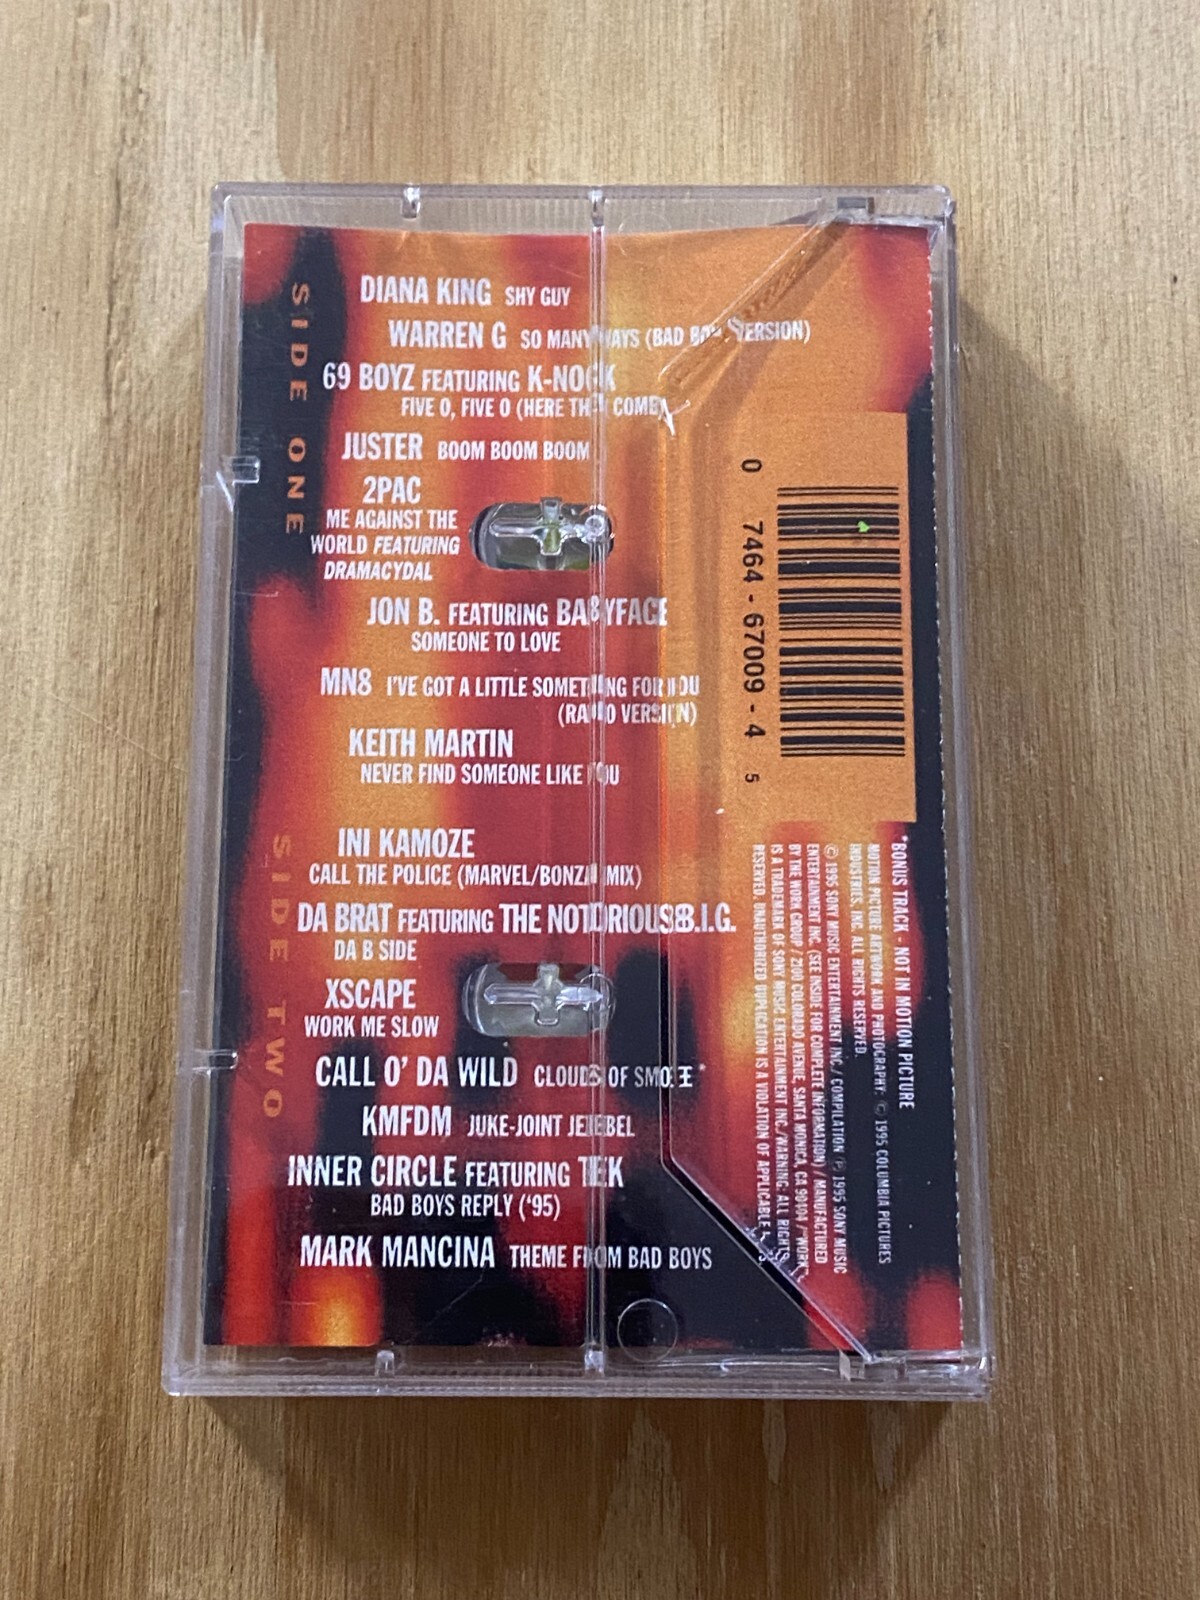 SIDE ONE
DIANA KING SHY GUY
WARREN G SO MANY WAYS (BAD BOYS VERSION)
69 BOYZ FEATURING K-NOCK
FIVE O, FIVE O (HERE THEY COME)
JUSTER BOOM BOOM BOOM
2PAC
ME AGAINST THE
WORLD FEATURING
DRAMACYDAL
JON B. FEATURING BABYFACE
SOMEONE TO LOVE
MN8 I'VE GOT A LITTLE SOMETHING FOR YOU
(RADIO VERSION)
KEITH MARTIN
NEVER FIND SOMEONE LIKE YOU
SIDE TWO
INI KAMOZE
CALL THE POLICE (MARVEL/BONZAI MIX)
DA BRAT FEATURING THE NOTORIOUS B.I.G.
DA B SIDE
XSCAPE
WORK ME SLOW
CALL O' DA WILD CLOUDS OF SMOKE
KMFDM JUKE-JOINT JEZEBEL
INNER CIRCLE FEATURING TEK
BAD BOYS REPLY ('95)
MARK MANCINA THEME FROM BAD BOYS
0 7464-67009-4 5
*BONUS TRACK - NOT IN MOTION PICTURE
MOTION PICTURE ARTWORK AND PHOTOGRAPHY: © 1995 COLUMBIA PICTURES
INDUSTRIES, INC. ALL RIGHTS RESERVED.
© 1995 SONY MUSIC ENTERTAINMENT INC./ COMPILATION ℗ 1995 SONY MUSIC
ENTERTAINMENT INC. (SEE INSIDE FOR COMPLETE INFORMATION) / MANUFACTURED
BY THE WORK GROUP / 2100 COLORADO AVENUE, SANTA MONICA, CA 90404 / "WORK"
IS A TRADEMARK OF SONY MUSIC ENTERTAINMENT INC./WARNING: ALL RIGHTS
RESERVED. UNAUTHORIZED DUPLICATION IS A VIOLATION OF APPLICABLE LAWS.